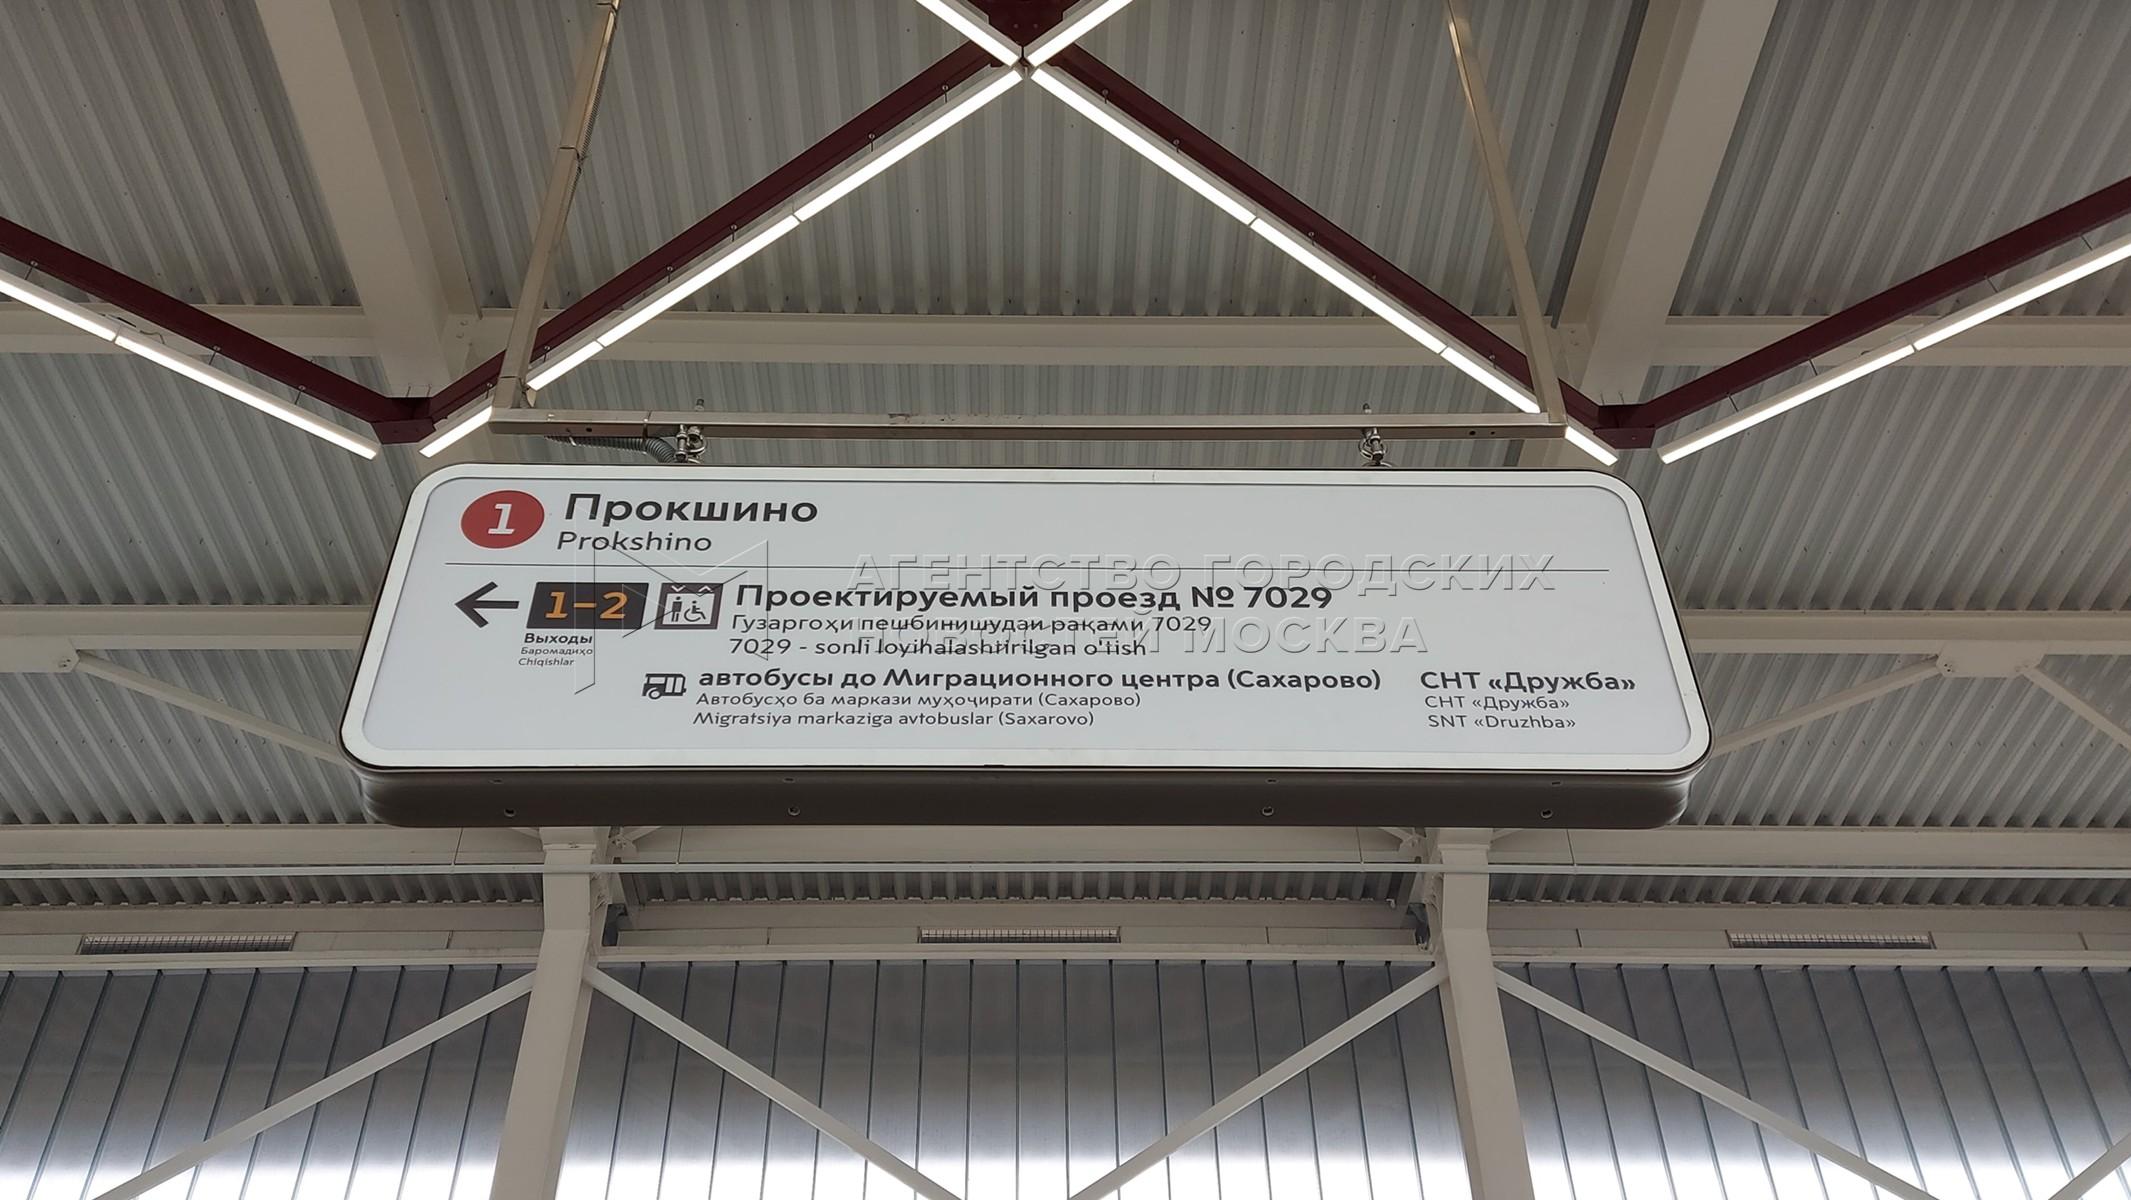 1 Прокшино
Prokshino
1-2 Проектируемый проезд № 7029
Гузаргоҳи пешбинишудаи рақами 7029
7029 - sonli loyihalashtirilgan o'tish
Выходы
Баромадиҳо
Chiqishlar
автобусы до Миграционного центра (Сахарово)
Автобусҳо ба маркази муҳоҷирати (Сахарово)
Migratsiya markaziga avtobuslar (Saxarovo)
СНТ «Дружба»
СНТ «Дружба»
SNT «Druzhba»
АГЕНТСТВО ГОРОДСКИХ
НОВОСТЕЙ МОСКВА